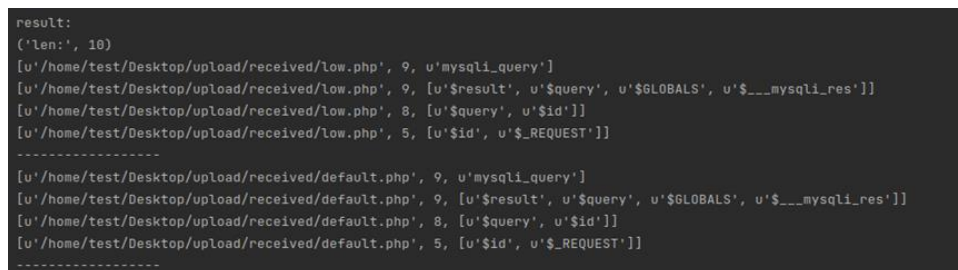 result:
('len:', 10)
[u'/home/test/Desktop/upload/received/low.php', 9, u'mysqli_query']
[u'/home/test/Desktop/upload/received/low.php', 9, [u'$result', u'$query', u'$GLOBALS', u'$___mysqli_res']]
[u'/home/test/Desktop/upload/received/low.php', 8, [u'$query', u'$id']]
[u'/home/test/Desktop/upload/received/low.php', 5, [u'$id', u'$_REQUEST']]
------------------
[u'/home/test/Desktop/upload/received/default.php', 9, u'mysqli_query']
[u'/home/test/Desktop/upload/received/default.php', 9, [u'$result', u'$query', u'$GLOBALS', u'$___mysqli_res']]
[u'/home/test/Desktop/upload/received/default.php', 8, [u'$query', u'$id']]
[u'/home/test/Desktop/upload/received/default.php', 5, [u'$id', u'$_REQUEST']]
------------------